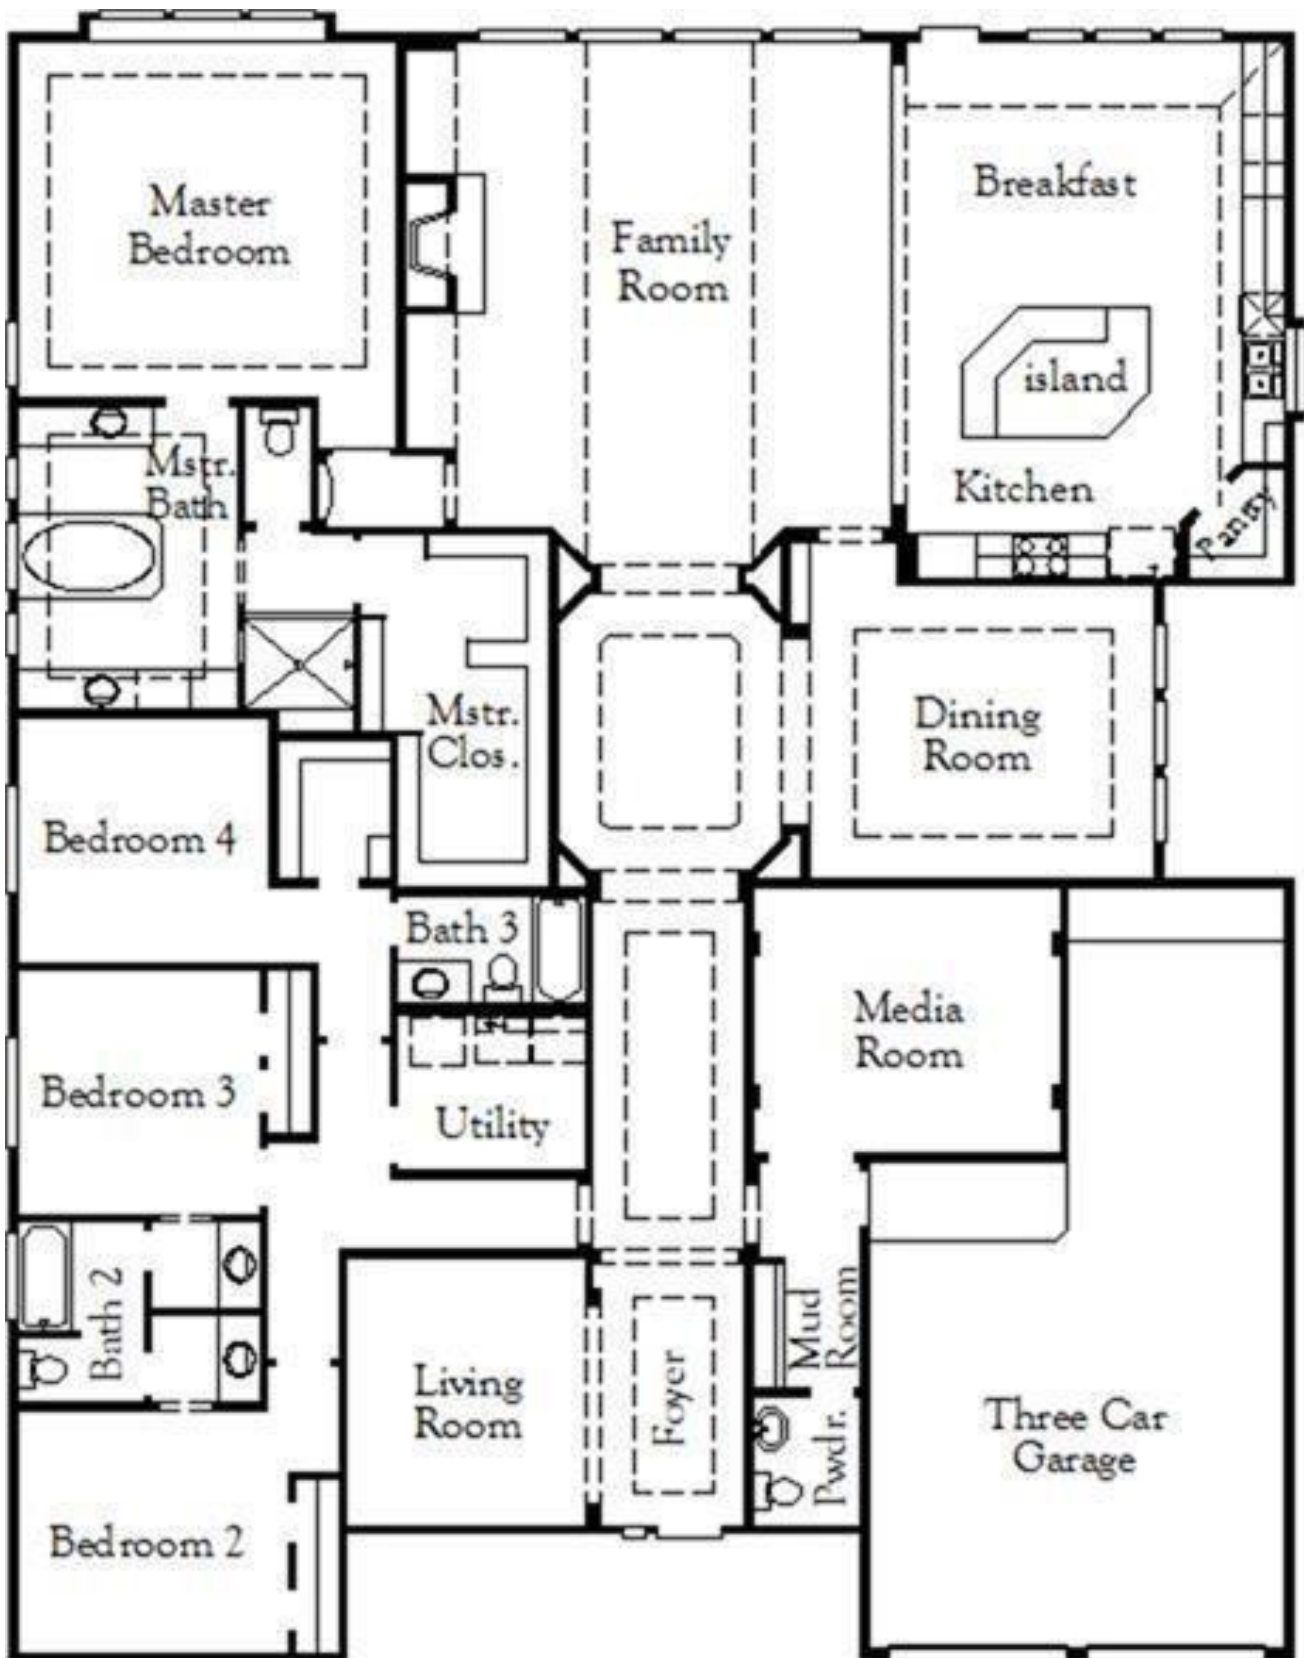 Master
Bedroom
Family
Room
Breakfast
island
Kitchen
Pantry
Mstr.
Bath
Mstr.
Clos.
Dining
Room
Bedroom 4
Bath 3
Media
Room
Bedroom 3
Utility
Bath 2
Mud
Room
Living
Room
Foyer
Pwdr.
Three Car
Garage
Bedroom 2